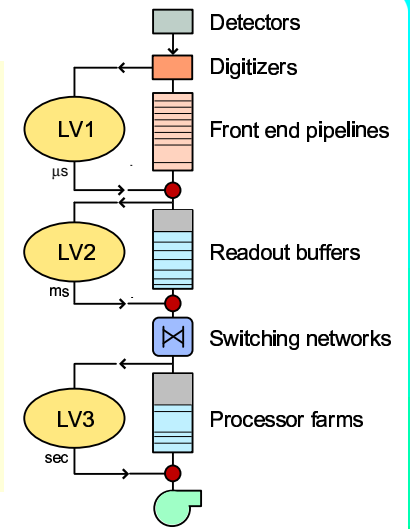 Detectors
Digitizers
LV1
Front end pipelines
μs
LV2
Readout buffers
ms
Switching networks
LV3
Processor farms
sec